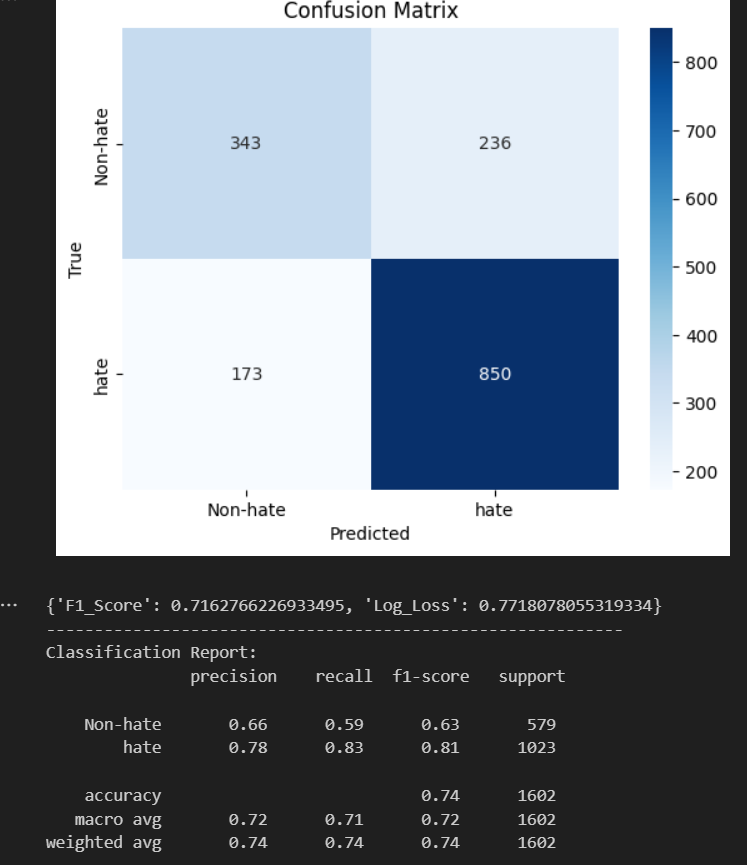 Confusion Matrix
Non-hate
343
236
hate
173
850
True
Non-hate
hate
Predicted
800
700
600
500
400
300
200
... {'F1_Score': 0.7162766226933495, 'Log_Loss': 0.7718078055319334}
------------------------------------------------------------
Classification Report:
precision recall f1-score support
Non-hate 0.66 0.59 0.63 579
hate 0.78 0.83 0.81 1023
accuracy 0.74 1602
macro avg 0.72 0.71 0.72 1602
weighted avg 0.74 0.74 0.74 1602